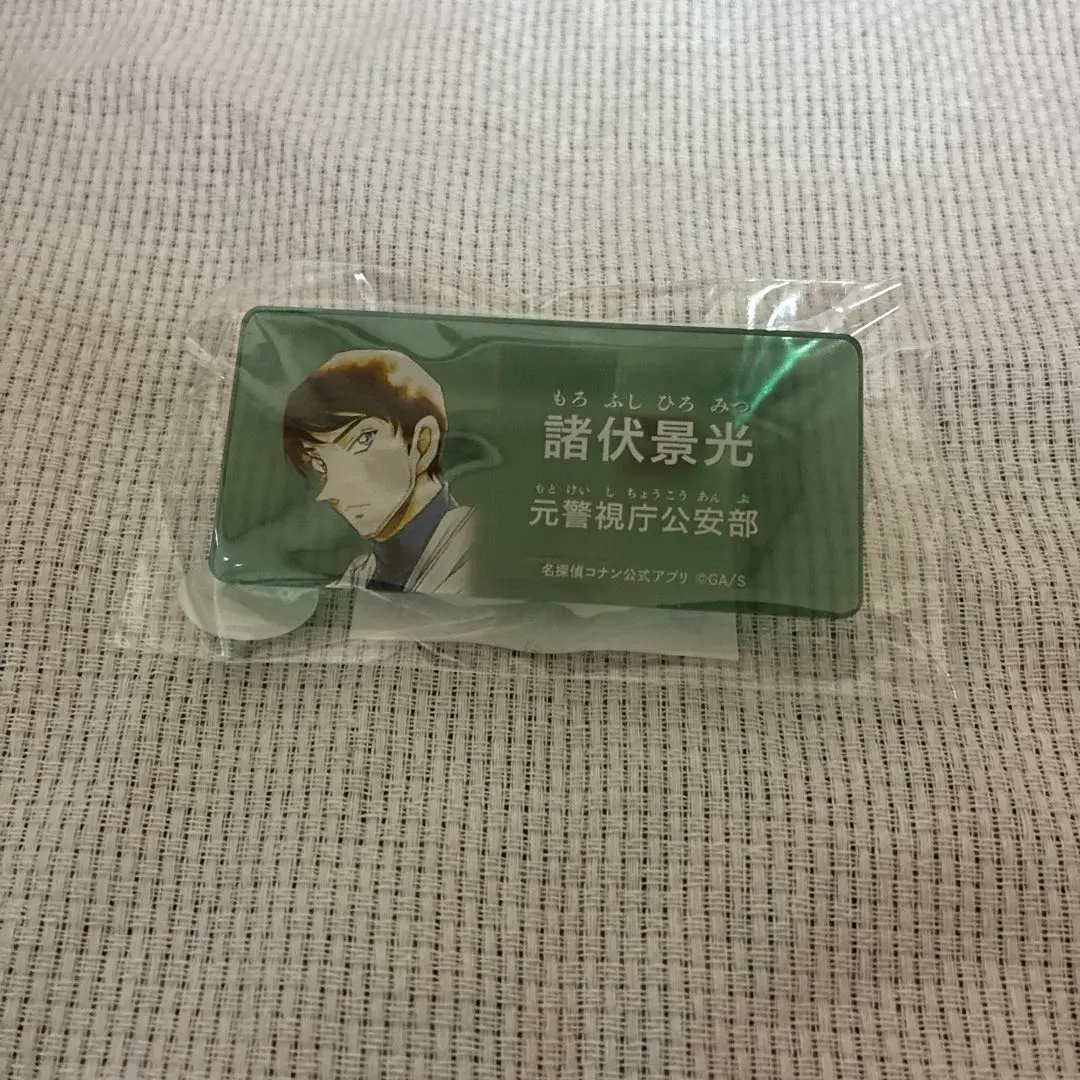 もろ ふし ひろ みつ
諸伏景光
もと けい し ちょう こう あん ぶ
元警視庁公安部
名探偵コナン公式アプリ ©GA/S